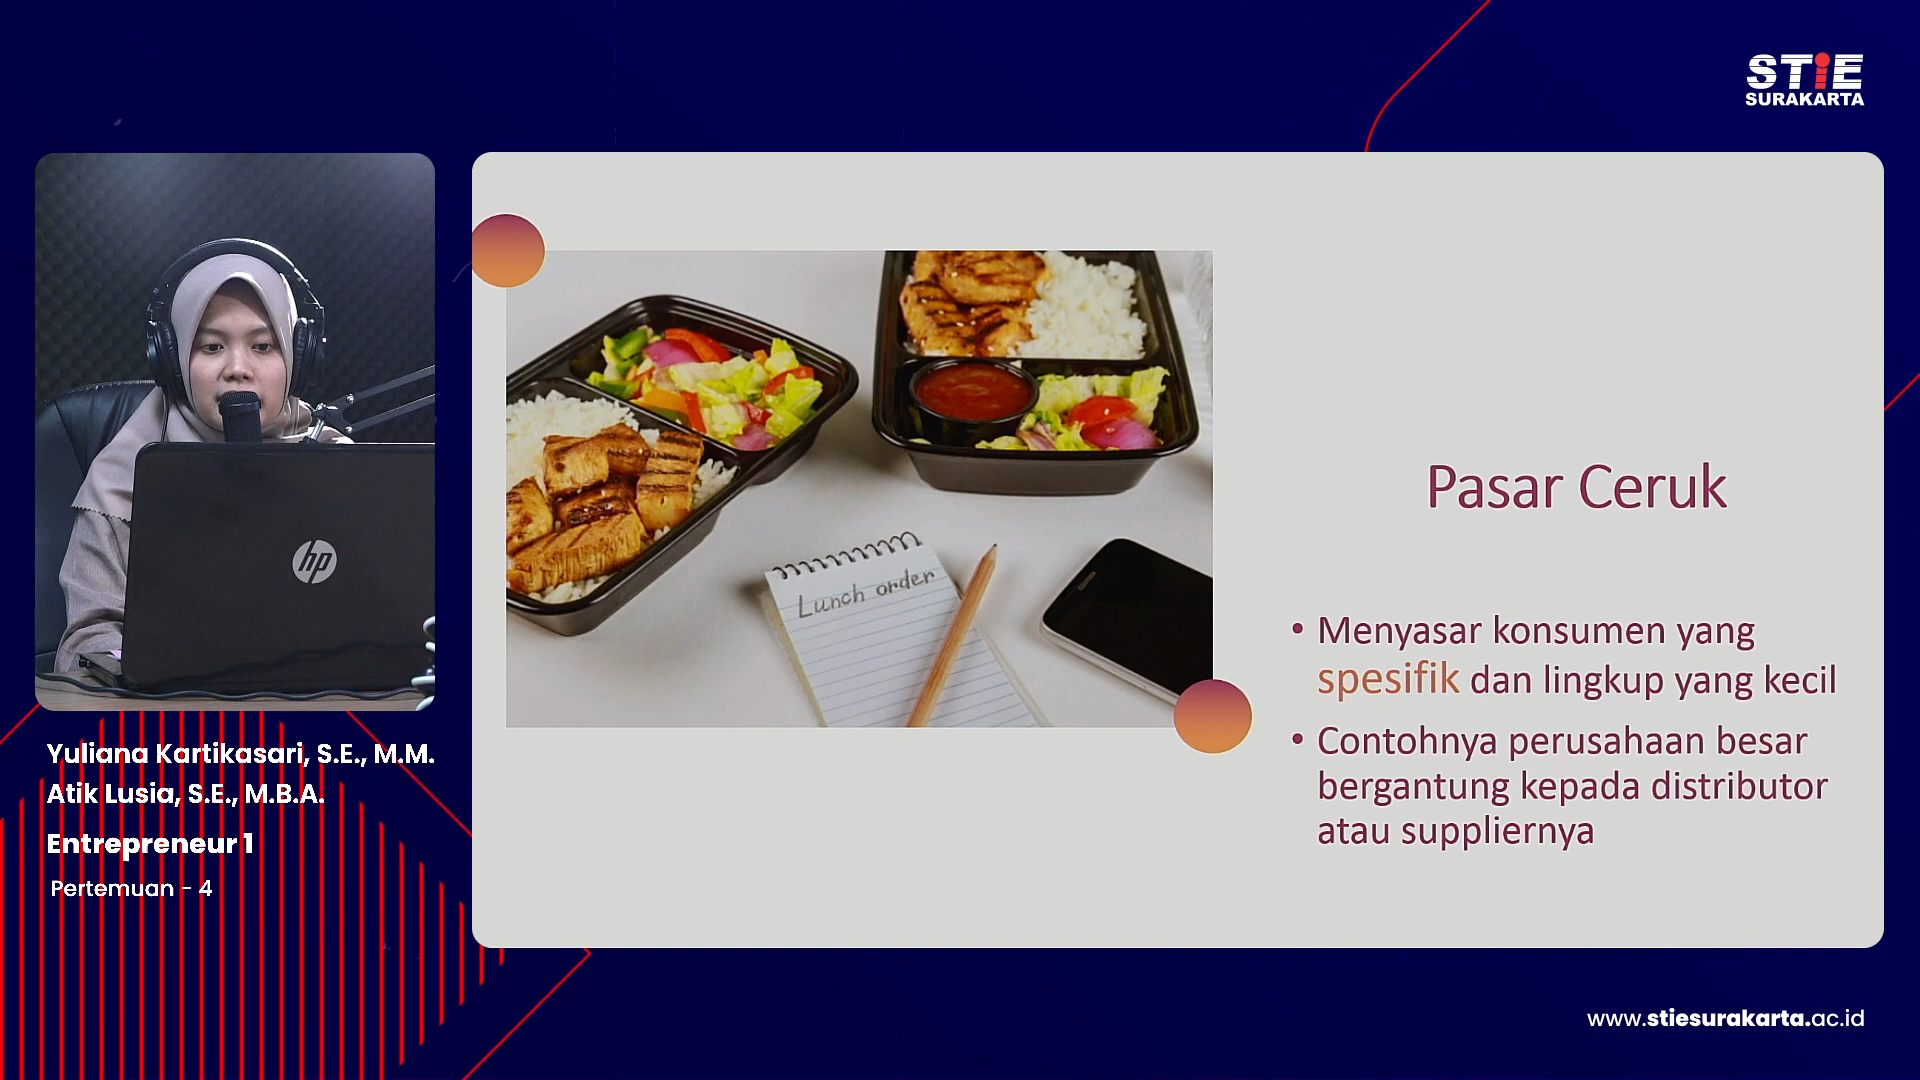 STiE
SURAKARTA
hp
Lunch order
Pasar Ceruk
• Menyasar konsumen yang
spesifik dan lingkup yang kecil
• Contohnya perusahaan besar
bergantung kepada distributor
atau suppliernya
Yuliana Kartikasari, S.E., M.M.
Atik Lusia, S.E., M.B.A.
Entrepreneur 1
Pertemuan - 4
www.stiesurakarta.ac.id